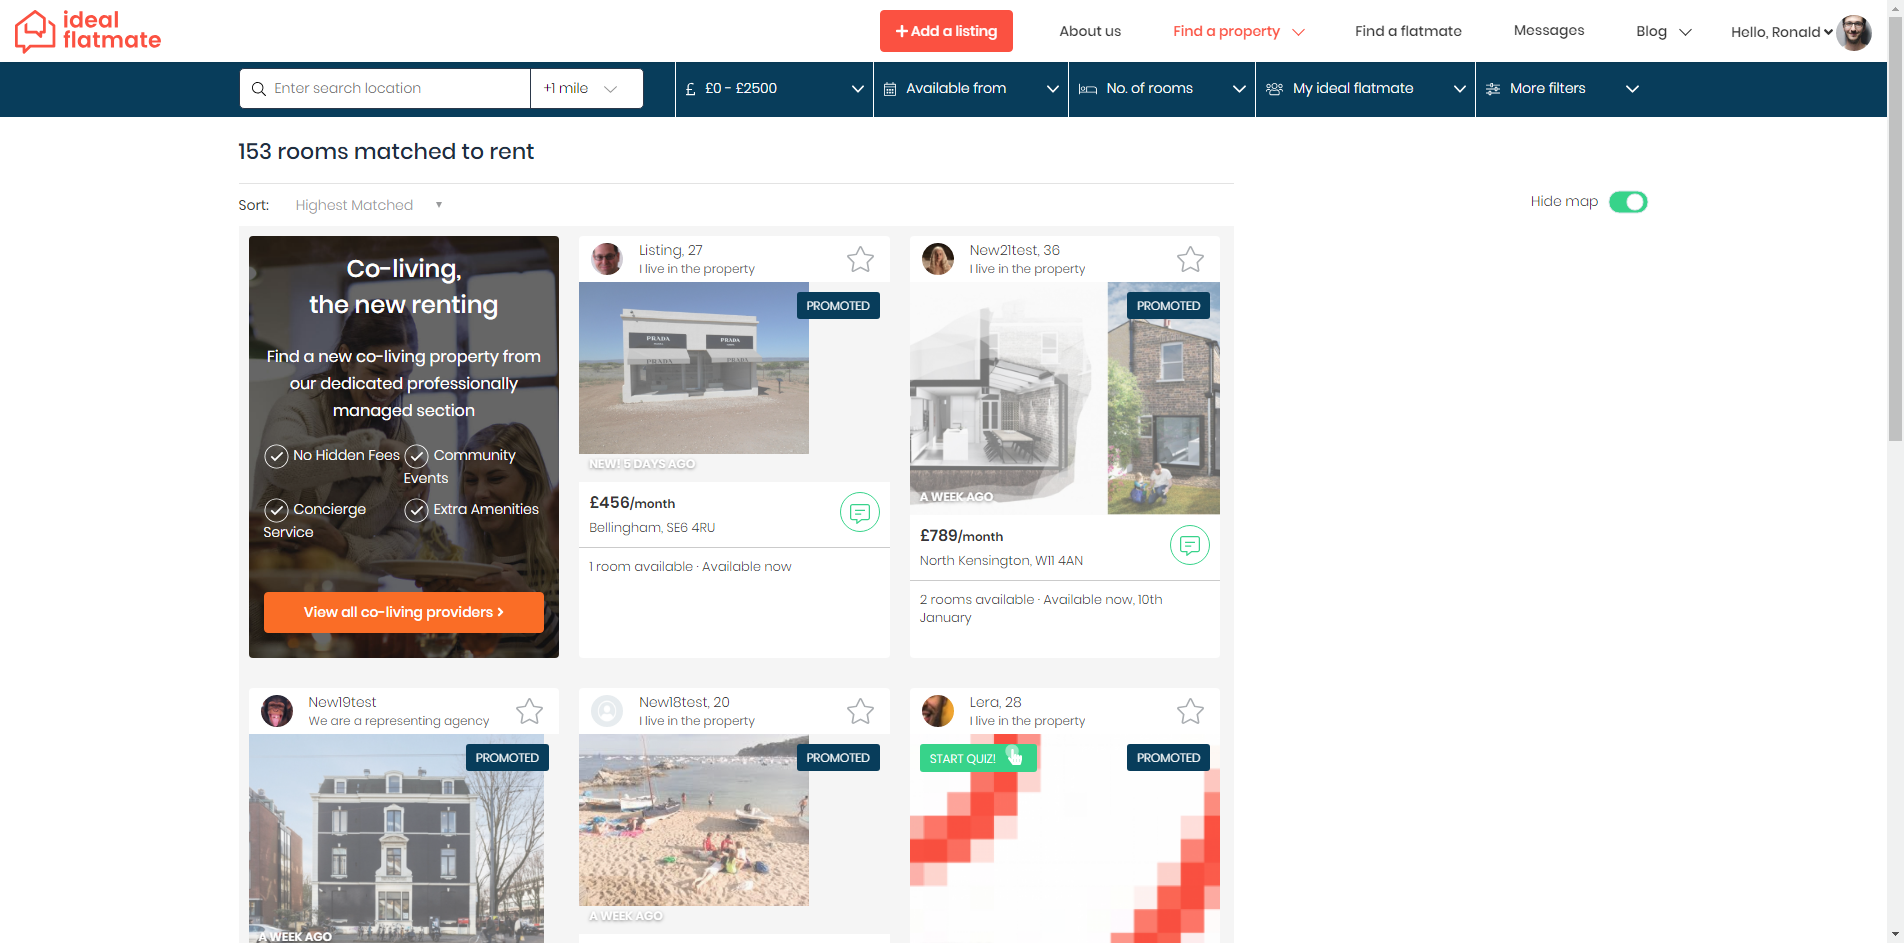 ideal
flatmate
Add a listing
About us
Find a property
Find a flatmate
Messages
Blog
Hello, Ronald
Enter search location
+1 mile
£ £0 - £2500
Available from
No. of rooms
My ideal flatmate
More filters
153 rooms matched to rent
Sort: Highest Matched
Hide map
Co-living,
the new renting
Find a new co-living property from
our dedicated professionally
managed section
No Hidden Fees
Community
Events
Concierge
Service
Extra Amenities
View all co-living providers
Listing, 27
I live in the property
PROMOTED
PRADA
PRADA
PRADA
PRADA
NEW! 5 DAYS AGO
£456/month
Bellingham, SE6 4RU
1 room available · Available now
New21test, 36
I live in the property
PROMOTED
A WEEK AGO
£789/month
North Kensington, W11 4AN
2 rooms available · Available now, 10th
January
New19test
We are a representing agency
PROMOTED
A WEEK AGO
New18test, 20
I live in the property
PROMOTED
A WEEK AGO
Lera, 28
I live in the property
START QUIZ!
PROMOTED